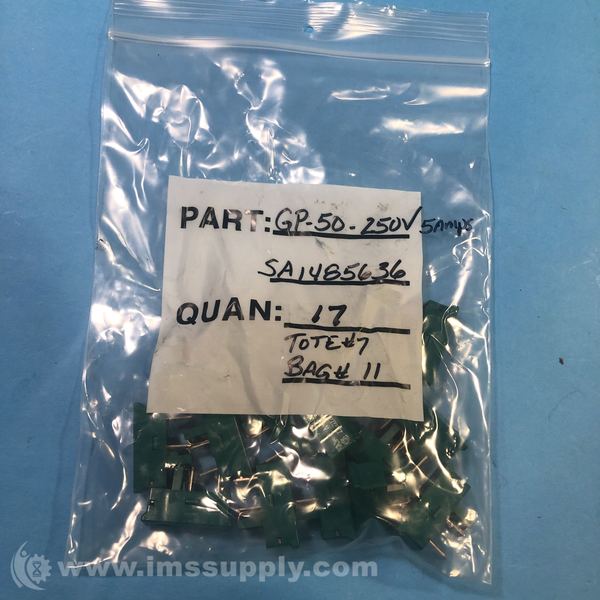 PART: GP-50-250V 5Amps
SA1485636
QUAN: 17
TOTE#7
BAG# 11
www.imssupply.com